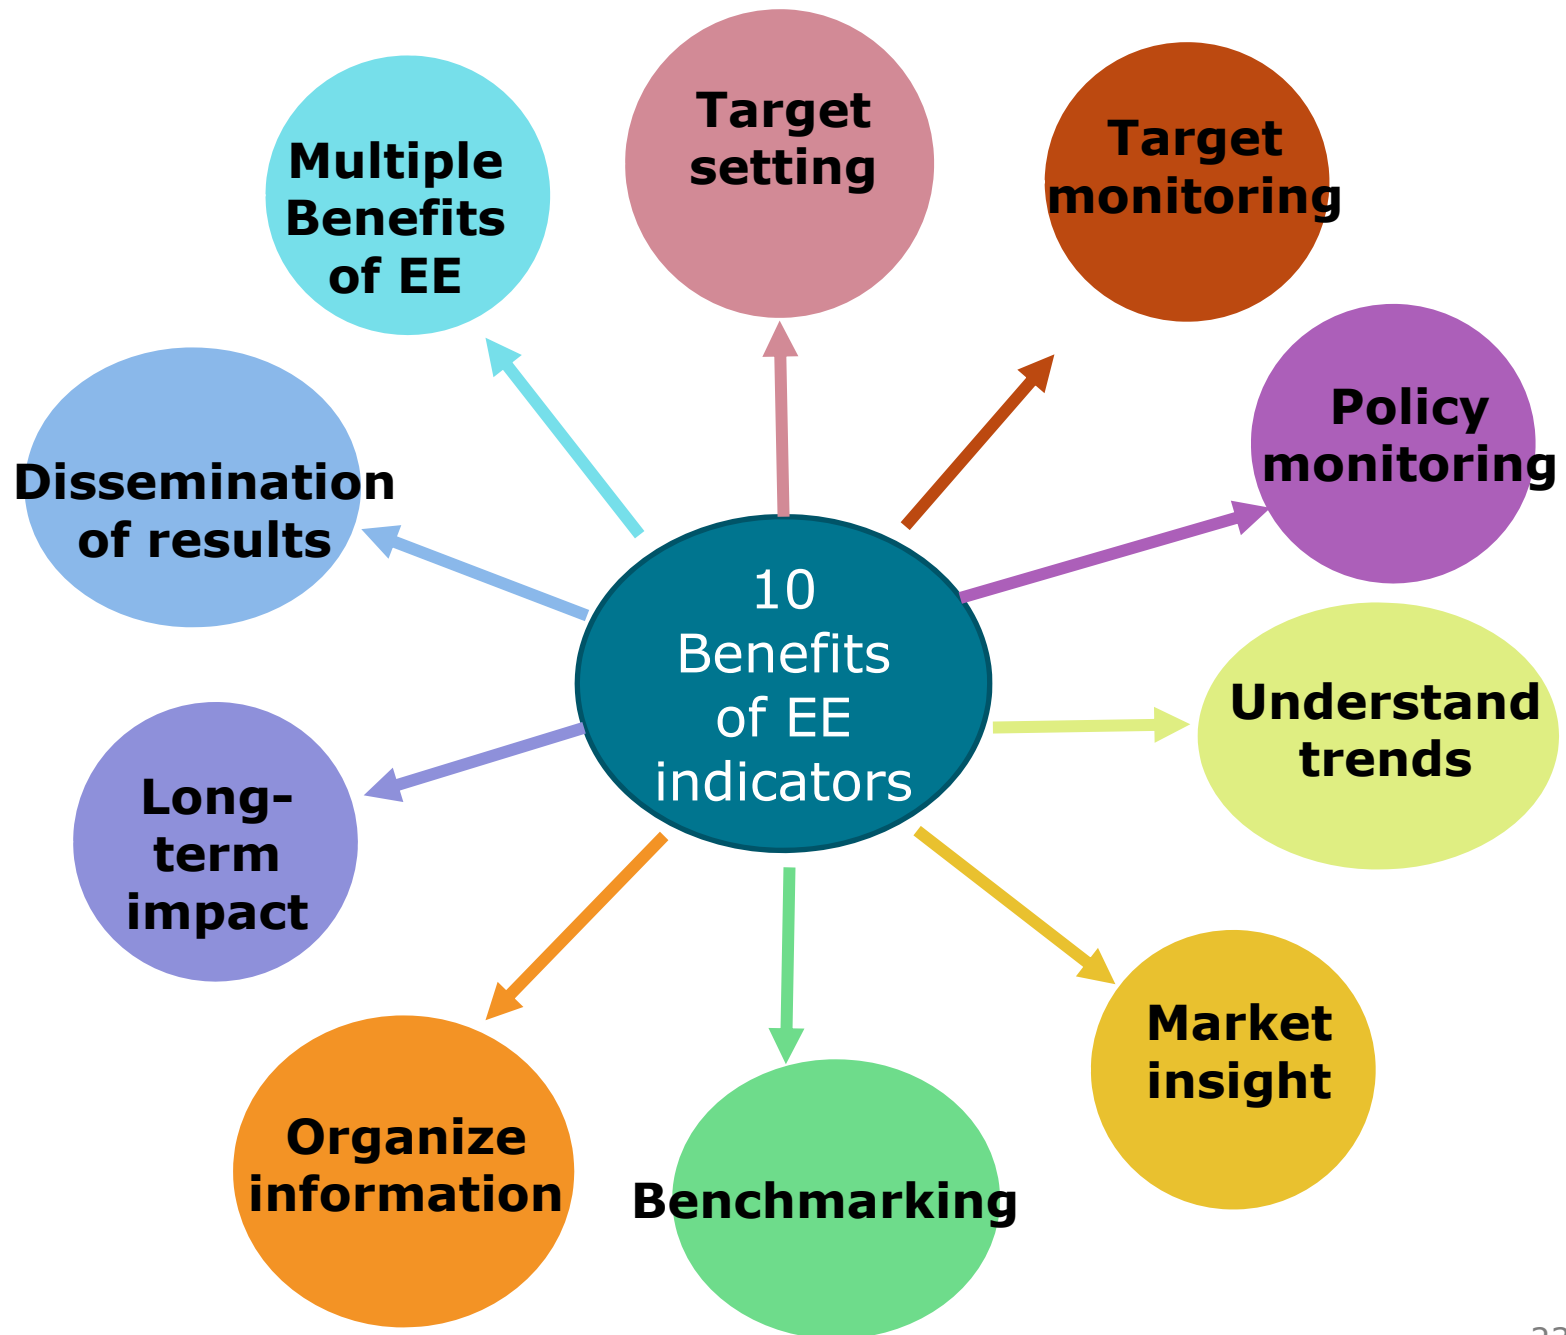 Target
setting
Target
monitoring
Multiple
Benefits
of EE
Policy
monitoring
Dissemination
of results
10
Benefits
of EE
indicators
Understand
trends
Long-
term
impact
Market
insight
Organize
information
Benchmarking